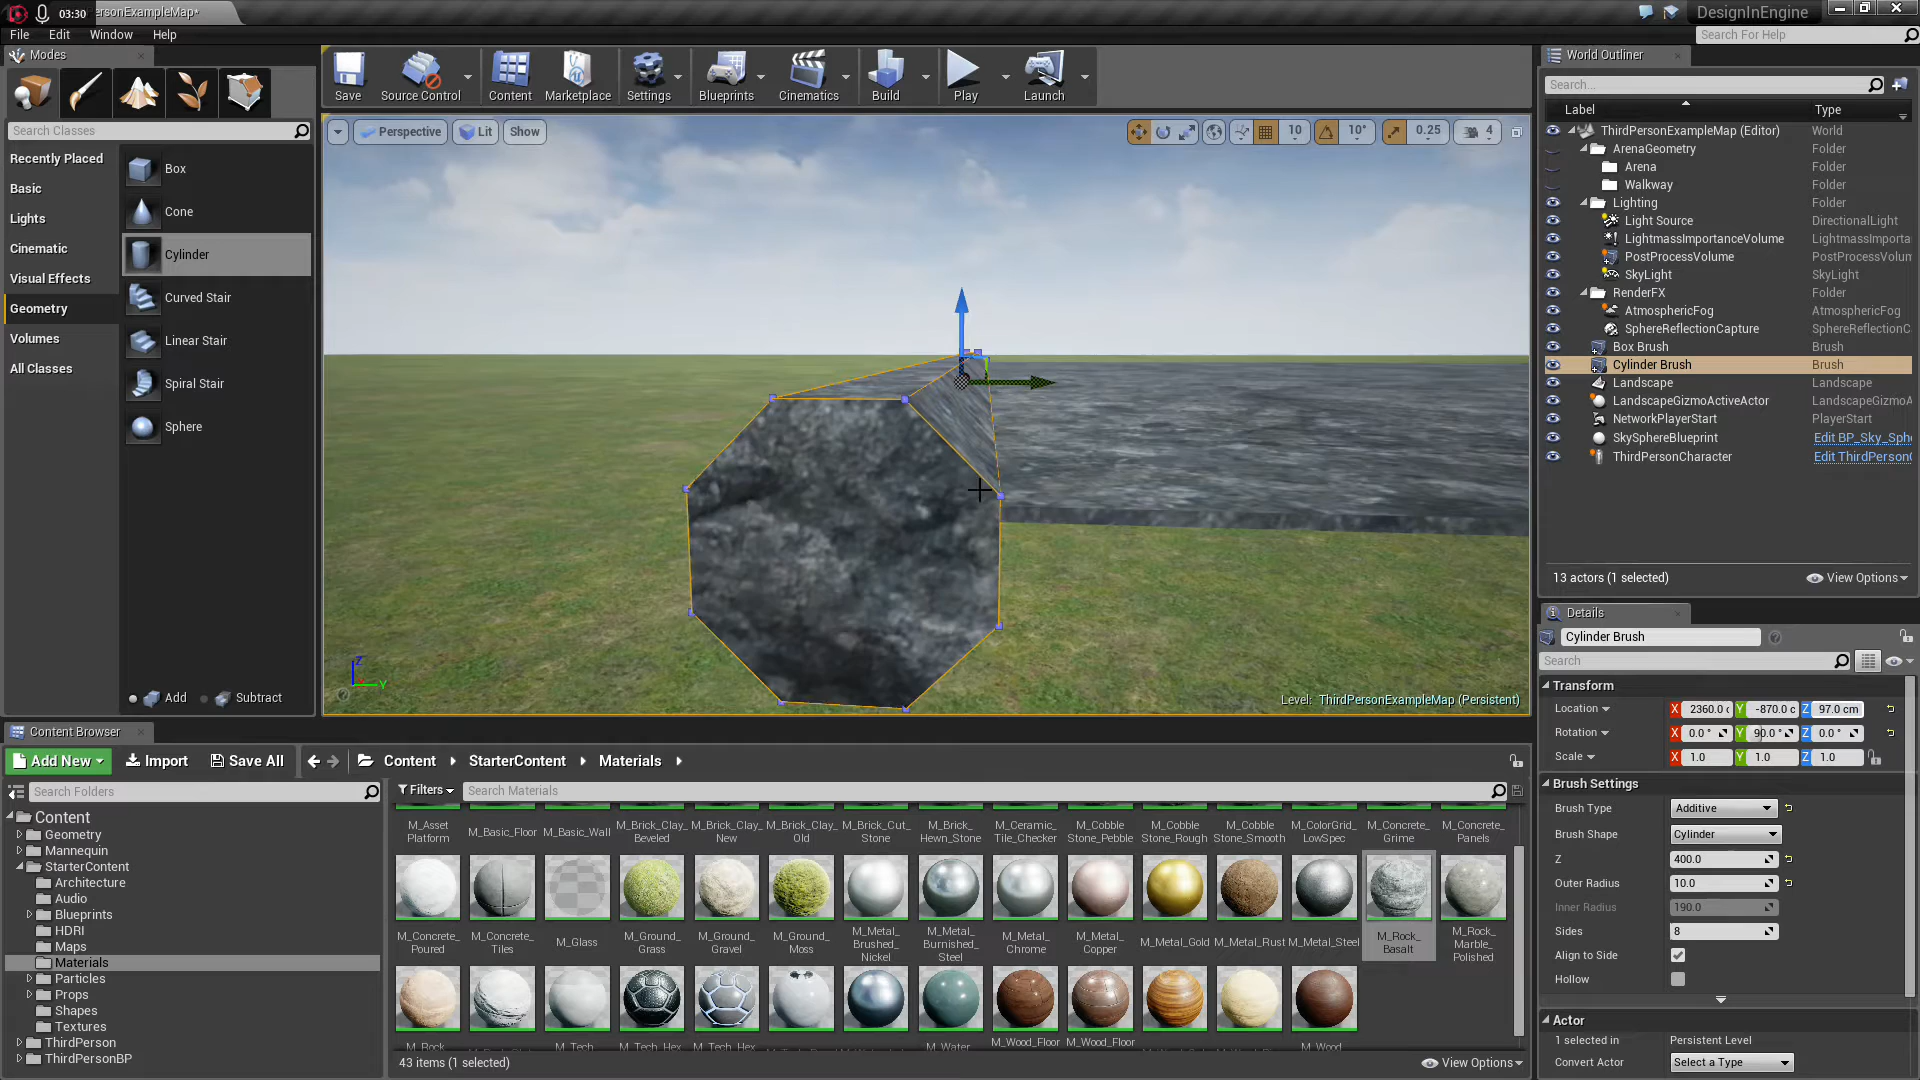 03:30
ersonExampleMap*
DesignInEngine
File Edit Window Help
Search For Help
Modes
Save
Source Control
Content
Marketplace
Settings
Blueprints
Cinematics
Build
Play
Launch
World Outliner
Search...
Label
Type
Search Classes
Recently Placed
Basic
Lights
Cinematic
Visual Effects
Geometry
Volumes
All Classes
Box
Cone
Cylinder
Curved Stair
Linear Stair
Spiral Stair
Sphere
Add
Subtract
Perspective
Lit
Show
10
10°
0.25
4
Z
Y
Level: ThirdPersonExampleMap (Persistent)
ThirdPersonExampleMap (Editor) World
ArenaGeometry Folder
Arena Folder
Walkway Folder
Lighting Folder
Light Source DirectionalLight
LightmassImportanceVolume LightmassImporta
PostProcessVolume PostProcessVolum
SkyLight SkyLight
RenderFX Folder
AtmosphericFog AtmosphericFog
SphereReflectionCapture SphereReflectionC
Box Brush Brush
Cylinder Brush Brush
Landscape Landscape
LandscapeGizmoActiveActor LandscapeGizmoA
NetworkPlayerStart PlayerStart
SkySphereBlueprint Edit BP_Sky_Sph
ThirdPersonCharacter Edit ThirdPerson
13 actors (1 selected)
View Options
Details
Cylinder Brush
Search
Transform
Location X 2360.0 c Y -870.0 c Z 97.0 cm
Rotation X 0.0 ° Y 90.0 ° Z 0.0 °
Scale X 1.0 Y 1.0 Z 1.0
Brush Settings
Brush Type Additive
Brush Shape Cylinder
Z 400.0
Outer Radius 10.0
Inner Radius 190.0
Sides 8
Align to Side
Hollow
Actor
1 selected in Persistent Level
Convert Actor Select a Type
Content Browser
Add New
Import
Save All
Content
StarterContent
Materials
Search Folders
Filters
Search Materials
Content
Geometry
Mannequin
StarterContent
Architecture
Audio
Blueprints
HDRI
Maps
Materials
Particles
Props
Shapes
Textures
ThirdPerson
ThirdPersonBP
M_Asset Platform
M_Basic_Floor
M_Basic_Wall
M_Brick_Clay_ Beveled
M_Brick_Clay_ New
M_Brick_Clay_ Old
M_Brick_Cut_ Stone
M_Brick_ Hewn_Stone
M_Ceramic_ Tile_Checker
M_Cobble Stone_Pebble
M_Cobble Stone_Rough
M_Cobble Stone_Smooth
M_ColorGrid_ LowSpec
M_Concrete_ Grime
M_Concrete_ Panels
M_Concrete_ Poured
M_Concrete_ Tiles
M_Glass
M_Ground_ Grass
M_Ground_ Gravel
M_Ground_ Moss
M_Metal_ Brushed_ Nickel
M_Metal_ Burnished_ Steel
M_Metal_ Chrome
M_Metal_ Copper
M_Metal_Gold
M_Metal_Rust
M_Metal_Steel
M_Rock_ Basalt
M_Rock_ Marble_ Polished
M_Rock
M_Tech_
M_Tech_Hex
M_Tech_Hex
M_Water
M_Wood_Floor
M_Wood_Floor
M_Wood
43 items (1 selected)
View Options